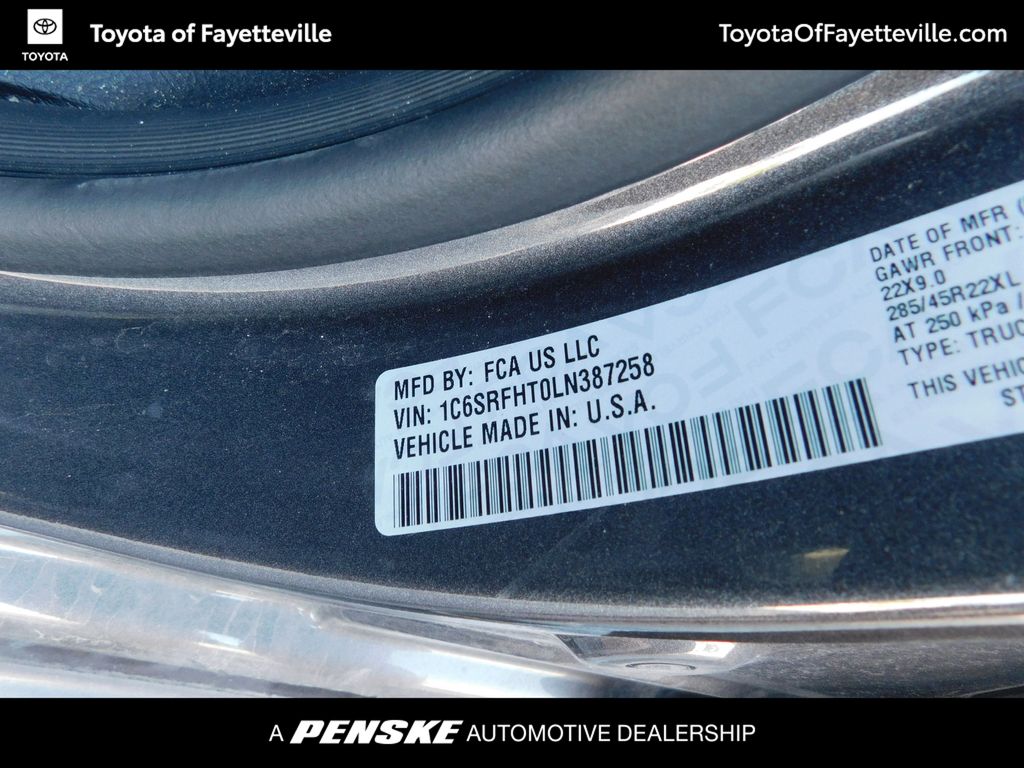 TOYOTA
Toyota of Fayetteville
ToyotaOfFayetteville.com
MFD BY: FCA US LLC
VIN: 1C6SRFHT0LN387258
VEHICLE MADE IN: U.S.A.
DATE OF MFR (
GAWR FRONT:
22X9.0
285/45R22XL
AT 250 kPa /
TYPE: TRUC
THIS VEHIC
ST
A PENSKE AUTOMOTIVE DEALERSHIP